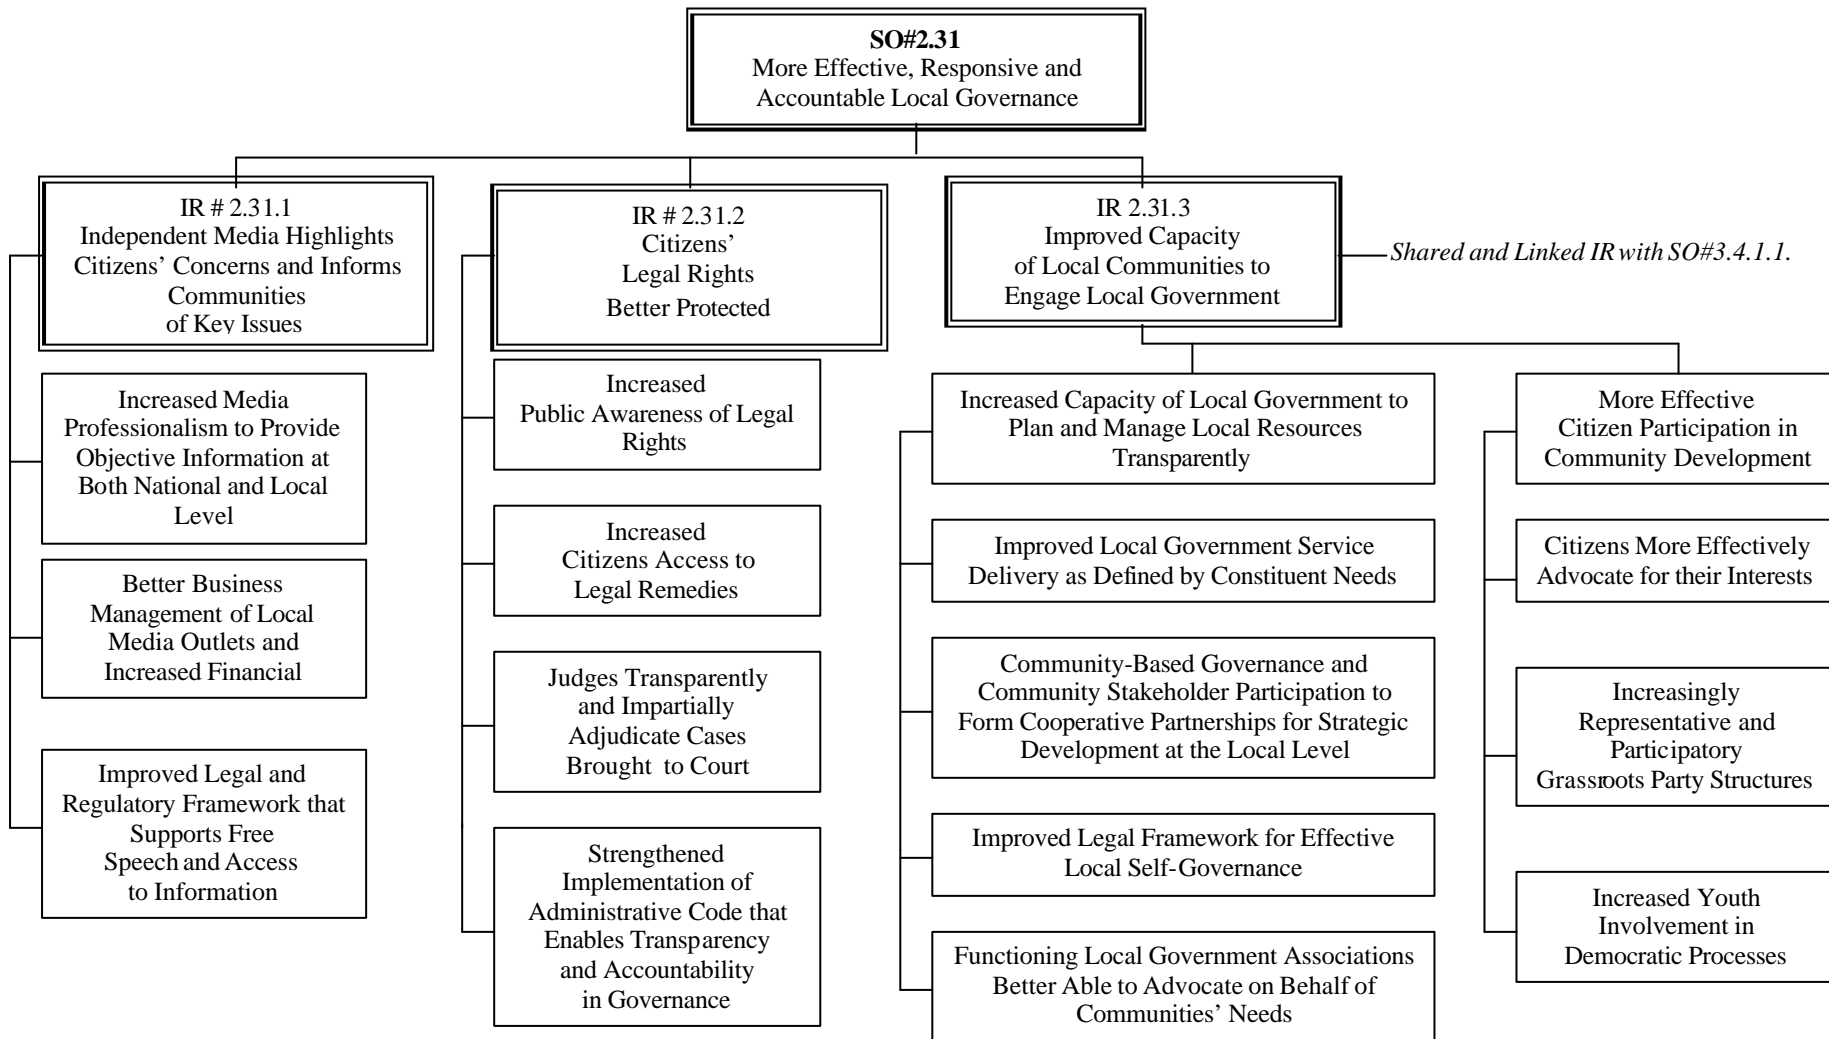 SO#2.31
More Effective, Responsive and
Accountable Local Governance
IR # 2.31.1
Independent Media Highlights
Citizens’ Concerns and Informs
Communities
of Key Issues
IR # 2.31.2
Citizens’
Legal Rights
Better Protected
IR 2.31.3
Improved Capacity
of Local Communities to
Engage Local Government
Shared and Linked IR with SO#3.4.1.1.
Increased Media
Professionalism to Provide
Objective Information at
Both National and Local
Level
Better Business
Management of Local
Media Outlets and
Increased Financial
Improved Legal and
Regulatory Framework that
Supports Free
Speech and Access
to Information
Increased
Public Awareness of Legal
Rights
Increased
Citizens Access to
Legal Remedies
Judges Transparently
and Impartially
Adjudicate Cases
Brought to Court
Strengthened
Implementation of
Administrative Code that
Enables Transparency
and Accountability
in Governance
Increased Capacity of Local Government to
Plan and Manage Local Resources
Transparently
Improved Local Government Service
Delivery as Defined by Constituent Needs
Community-Based Governance and
Community Stakeholder Participation to
Form Cooperative Partnerships for Strategic
Development at the Local Level
Improved Legal Framework for Effective
Local Self-Governance
Functioning Local Government Associations
Better Able to Advocate on Behalf of
Communities’ Needs
More Effective
Citizen Participation in
Community Development
Citizens More Effectively
Advocate for their Interests
Increasingly
Representative and
Participatory
Grassroots Party Structures
Increased Youth
Involvement in
Democratic Processes